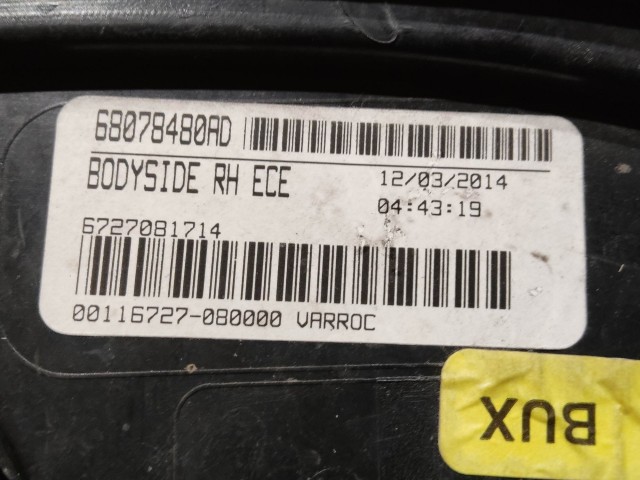 68078480AD
BODYSIDE RH ECE
12/03/2014
04:43:19
6727081714
00116727-080000 VARROC
BUX